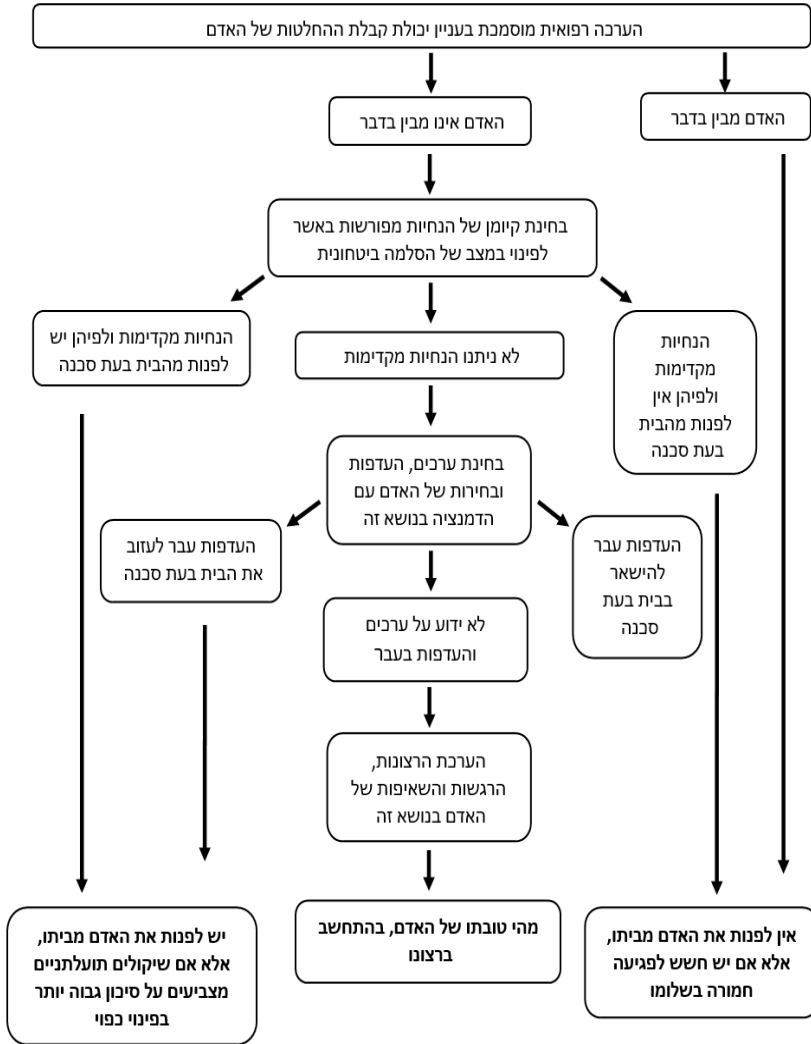 הערכה רפואית מוסמכת בעניין יכולת קבלת ההחלטות של האדם
האדם מבין בדבר
האדם אינו מבין בדבר
בחינת קיומן של הנחיות מפורשות באשר
לפינוי במצב של הסלמה ביטחונית
הנחיות
מקדימות
ולפיהן אין
לפנות מהבית
בעת סכנה
לא ניתנו הנחיות מקדימות
הנחיות מקדימות ולפיהן יש
לפנות מהבית בעת סכנה
בחינת ערכים, העדפות
ובחירות של האדם עם
הדמנציה בנושא זה
העדפות עבר
להישאר
בבית בעת
סכנה
העדפות עבר לעזוב
את הבית בעת סכנה
לא ידוע על ערכים
והעדפות בעבר
הערכת הרצונות,
הרגשות והשאיפות של
האדם בנושא זה
אין לפנות את האדם מביתו,
אלא אם יש חשש לפגיעה
חמורה בשלומו
מהי טובתו של האדם, בהתחשב
ברצונו
יש לפנות את האדם מביתו,
אלא אם שיקולים תועלתניים
מצביעים על סיכון גבוה יותר
בפינוי כפוי